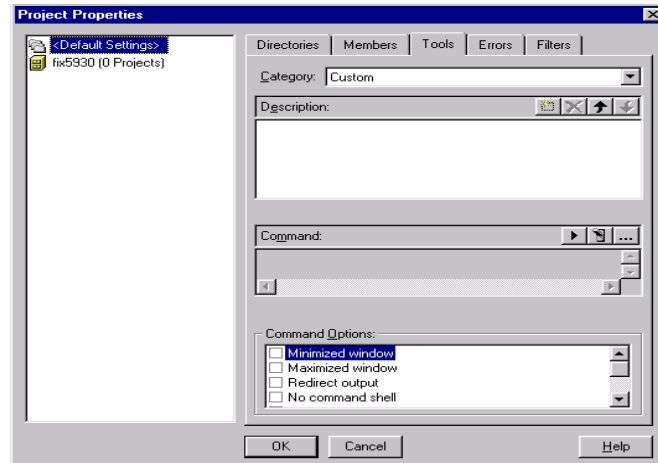 Project Properties
<Default Settings>
fix5930 (0 Projects)
Directories Members Tools Errors Filters
Category: Custom
Description:
Command:
...
Command Options:
Minimized window
Maximized window
Redirect output
No command shell
OK Cancel Help